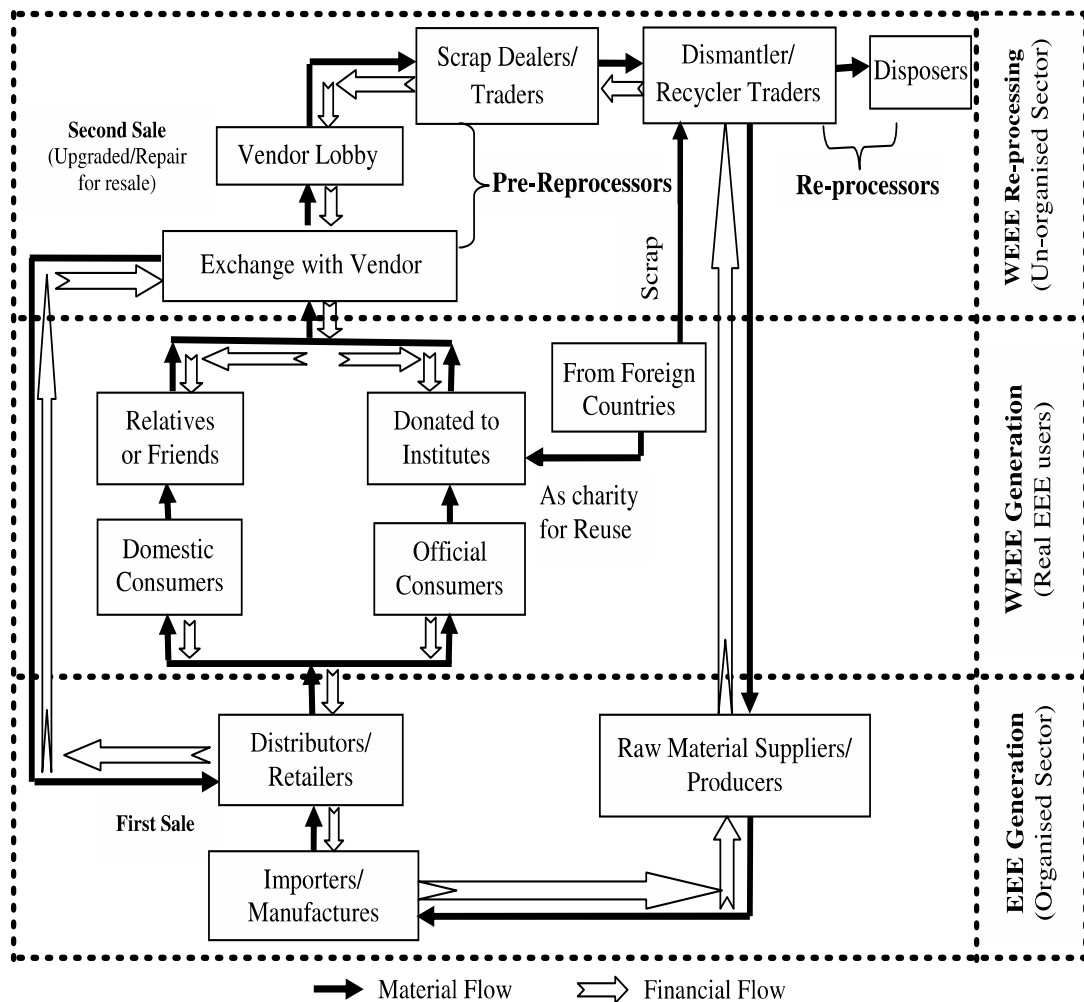 Scrap Dealers/
Traders
Dismantler/
Recycler Traders
Disposers
Second Sale
(Upgraded/Repair
for resale)
Vendor Lobby
Pre-Reprocessors
Re-processors
Exchange with Vendor
Scrap
WEEE Re-processing
(Un-organised Sector)
From Foreign
Countries
Relatives
or Friends
Donated to
Institutes
As charity
for Reuse
Domestic
Consumers
Official
Consumers
WEEE Generation
(Real EEE users)
Distributors/
Retailers
Raw Material Suppliers/
Producers
First Sale
Importers/
Manufactures
EEE Generation
(Organised Sector)
Material Flow
Financial Flow